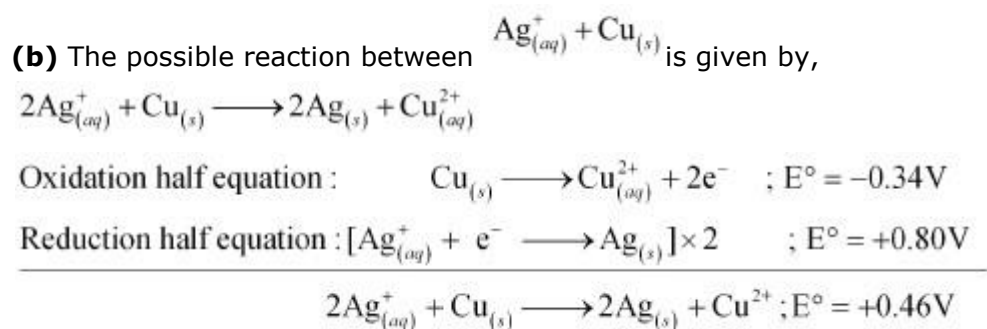 (b) The possible reaction between Ag⁺₍aq₎ + Cu₍s₎ is given by,
2Ag⁺₍aq₎ + Cu₍s₎ ⟶ 2Ag₍s₎ + Cu²⁺₍aq₎
Oxidation half equation : Cu₍s₎ ⟶ Cu²⁺₍aq₎ + 2e⁻ ; E° = −0.34V
Reduction half equation : [Ag⁺₍aq₎ + e⁻ ⟶ Ag₍s₎] × 2 ; E° = +0.80V
2Ag⁺₍aq₎ + Cu₍s₎ ⟶ 2Ag₍s₎ + Cu²⁺ ; E° = +0.46V